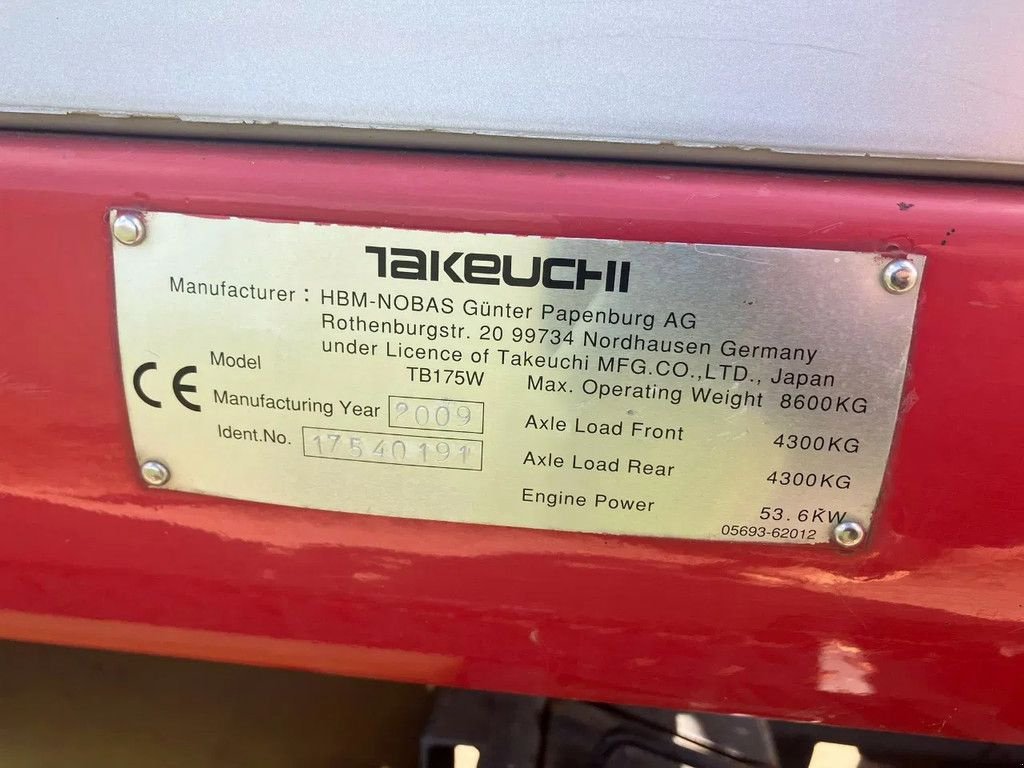 TAKEUCHI
Manufacturer : HBM-NOBAS Günter Papenburg AG
Rothenburgstr. 20 99734 Nordhausen Germany
under Licence of Takeuchi MFG.CO.,LTD., Japan
CE
Model TB175W
Manufacturing Year 2009
Ident.No. 17540191
Max. Operating Weight 8600KG
Axle Load Front 4300KG
Axle Load Rear 4300KG
Engine Power 53.6KW
05693-62012